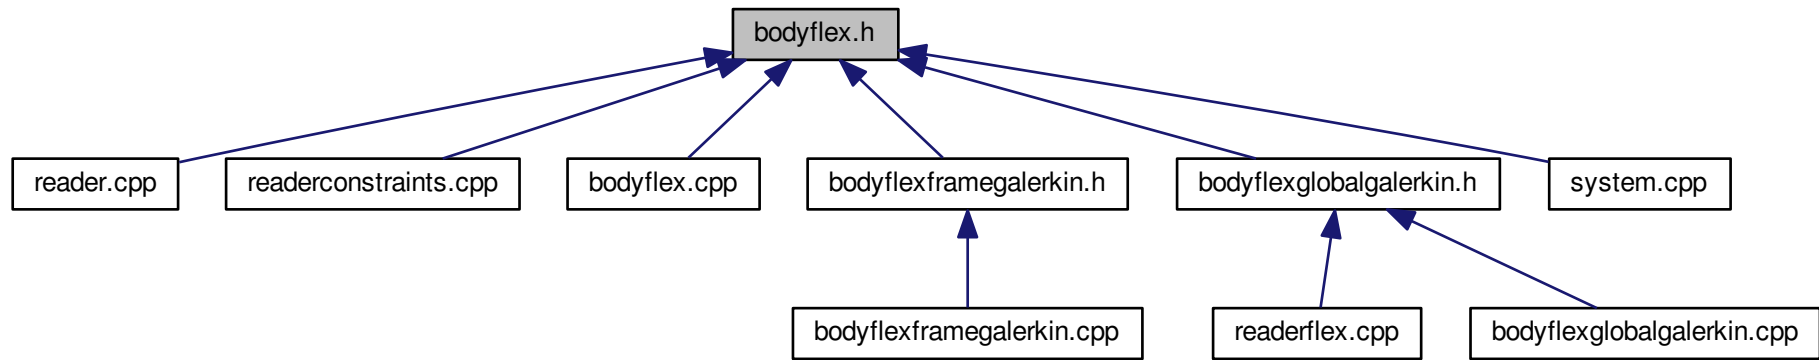 bodyflex.h
reader.cpp
readerconstraints.cpp
bodyflex.cpp
bodyflexframegalerkin.h
bodyflexglobalgalerkin.h
system.cpp
bodyflexframegalerkin.cpp
readerflex.cpp
bodyflexglobalgalerkin.cpp